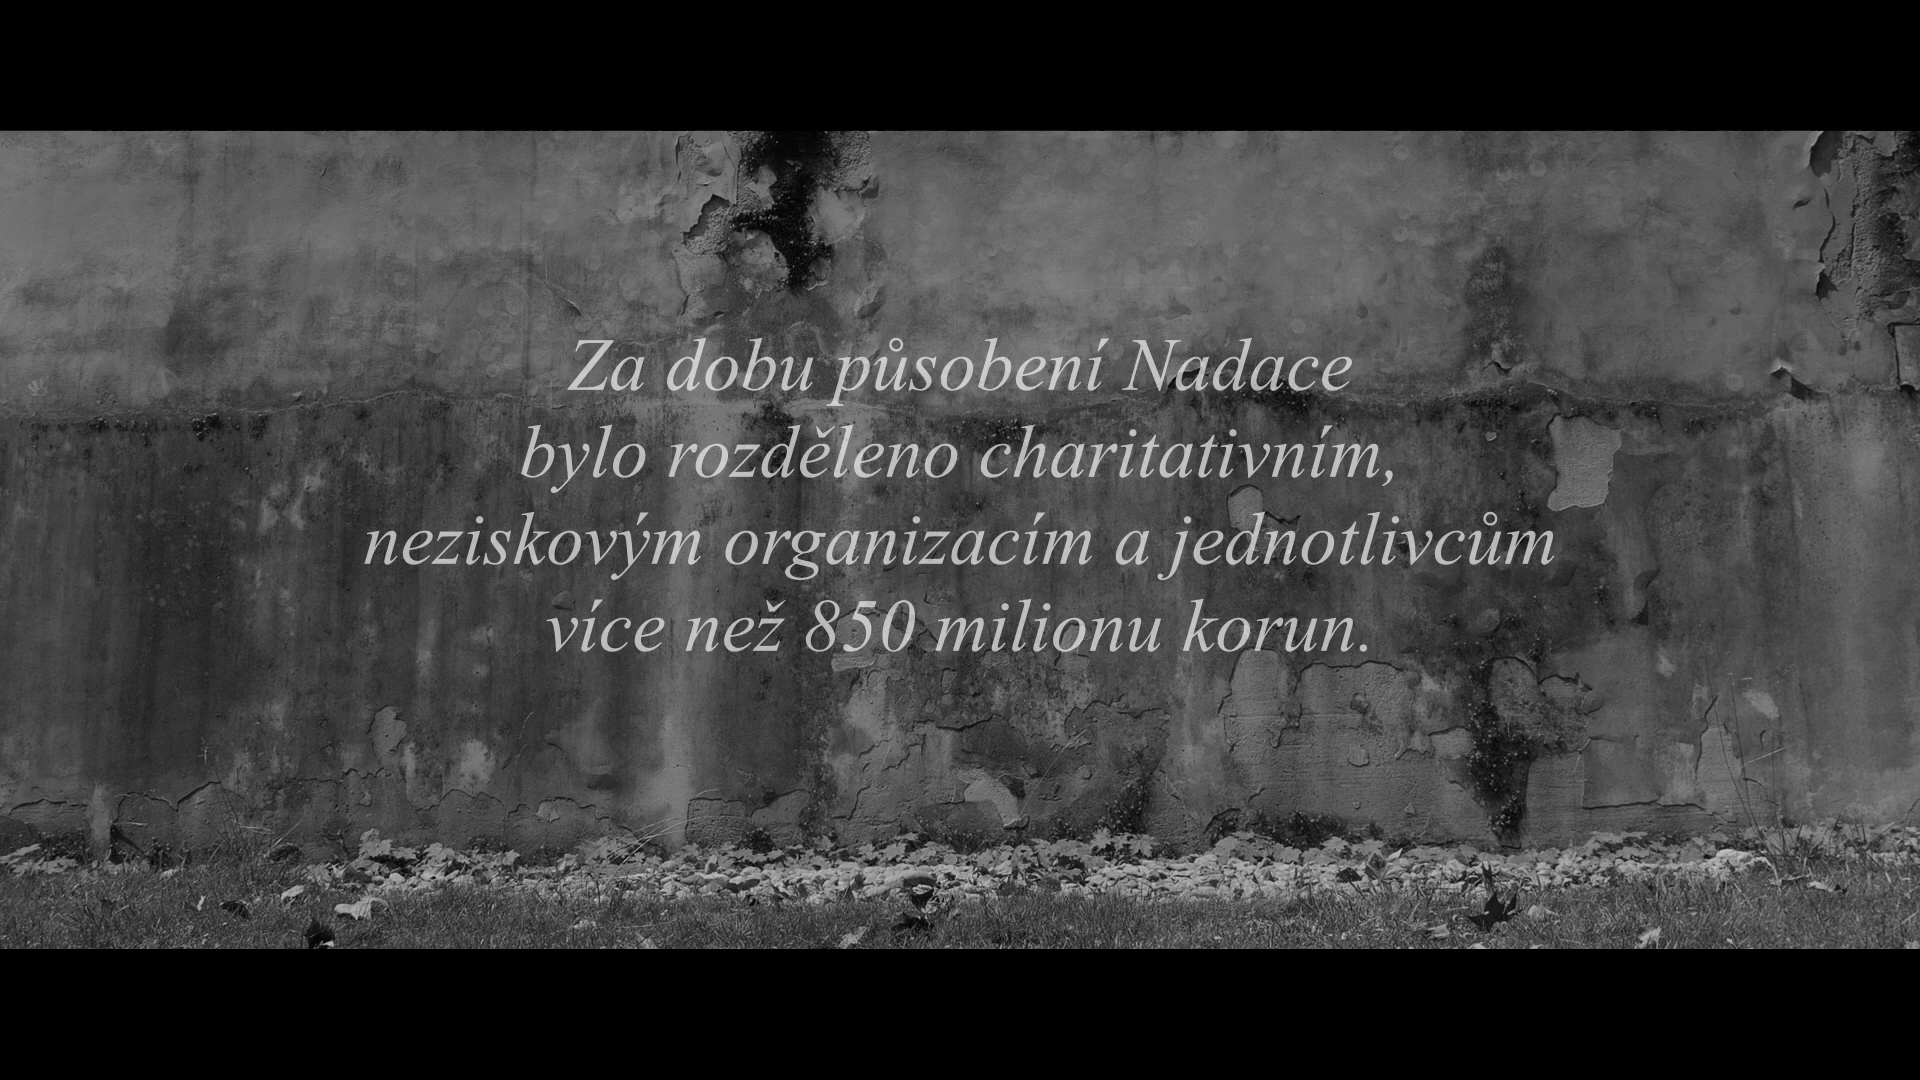 Za dobu působení Nadace
bylo rozděleno charitativním,
neziskovým organizacím a jednotlivcům
více než 850 milionu korun.